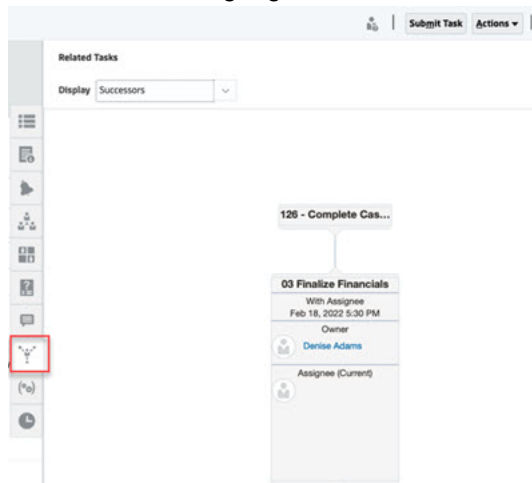 Submit Task Actions
Related Tasks
Display Successors
126 - Complete Cas...
03 Finalize Financials
With Assignee
Feb 18, 2022 5:30 PM
Owner
Denise Adams
Assignee (Current)